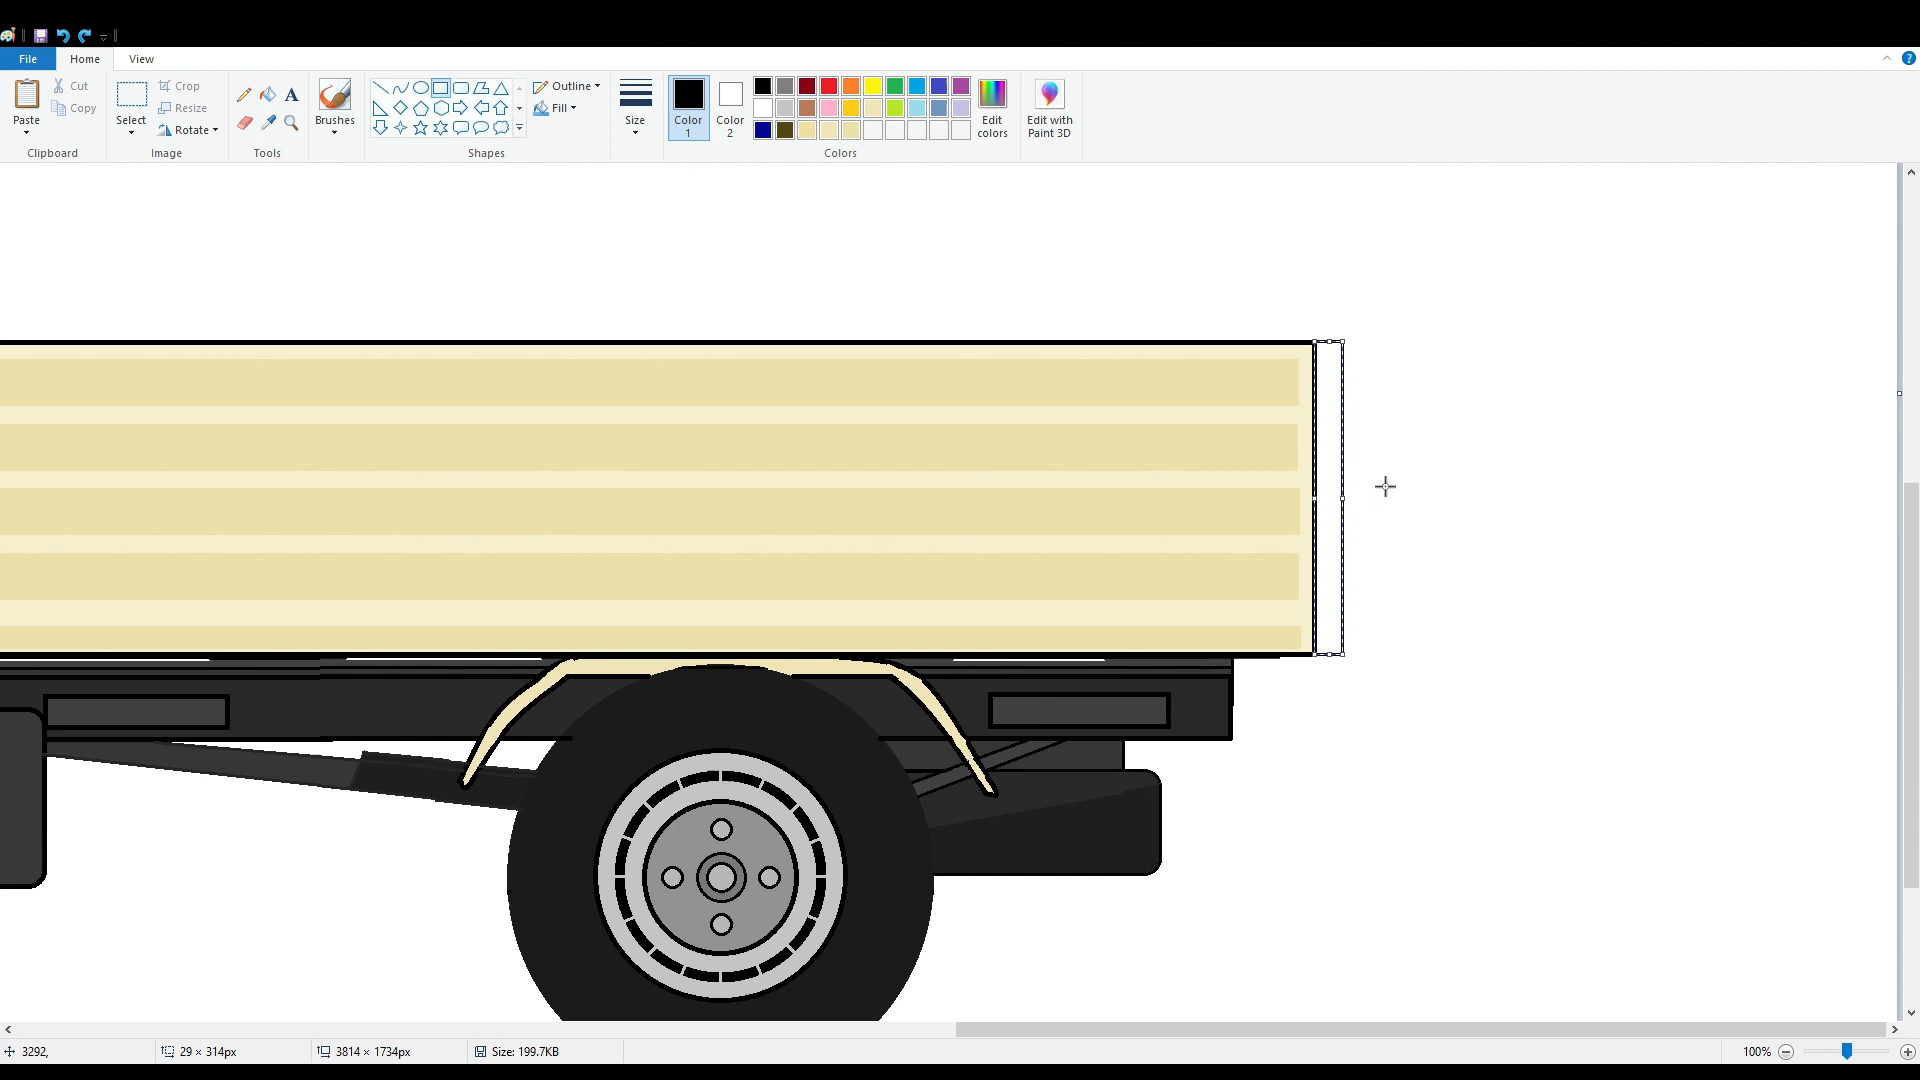 File Home View
Paste
Cut
Copy
Clipboard
Select
Crop
Resize
Rotate
Image
A
Tools
Brushes
Outline
Fill
Shapes
Size
Color
1
Color
2
Edit
colors
Colors
Edit with
Paint 3D
3292, 29 × 314px 3814 × 1734px Size: 199.7KB 100%